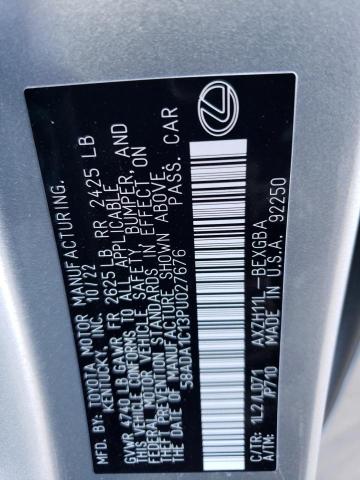 MFD. BY: TOYOTA MOTOR MANUFACTURING,
KENTUCKY, INC. 10/22
GVWR 4740 LB GAWR FR 2625 LB RR 2425 LB
THIS VEHICLE CONFORMS TO ALL APPLICABLE
FEDERAL MOTOR VEHICLE SAFETY, BUMPER, AND
THEFT PREVENTION STANDARDS IN EFFECT ON
THE DATE OF MANUFACTURE SHOWN ABOVE.
58ADA1C13PU027676 PASS. CAR
C/TR: 1L2/LD71 AXZH11L-BEXGBA
A/TM: /P710 MADE IN U.S.A. 92250